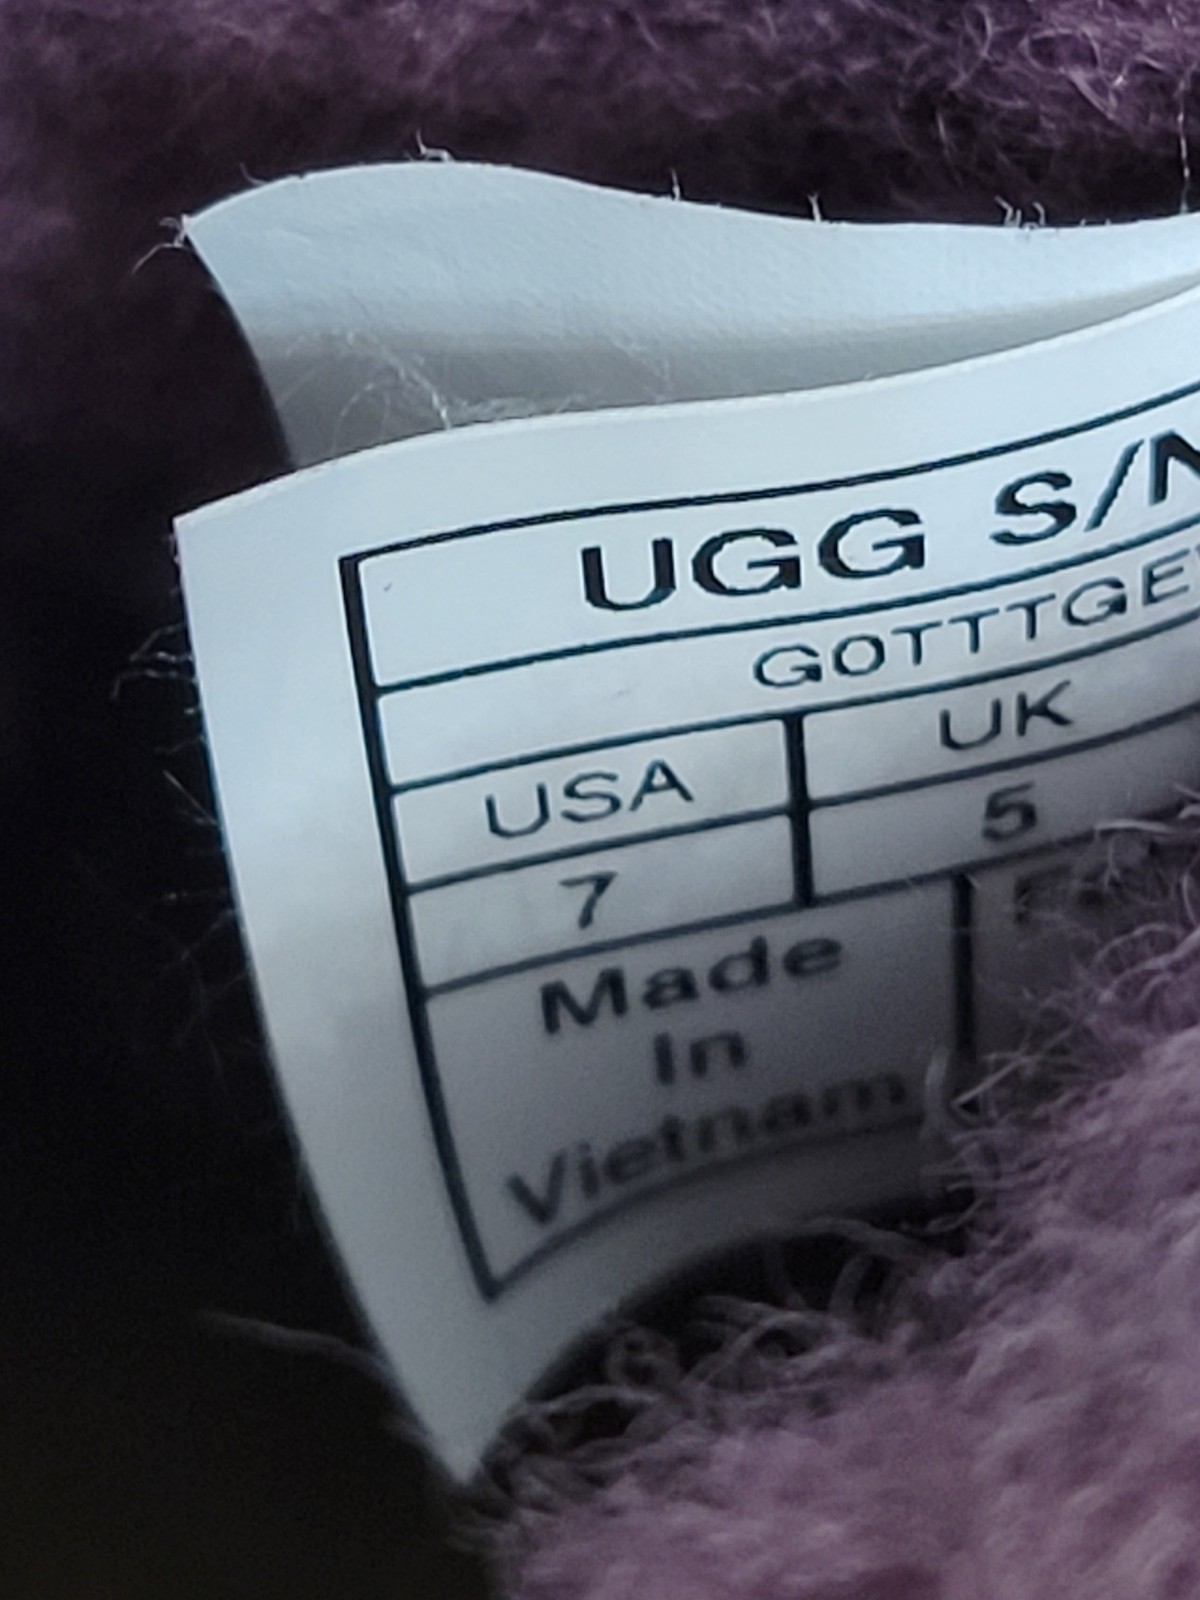 UGG S/N
GOTTTGE
USA UK
7 5
Made
In
Vietnam